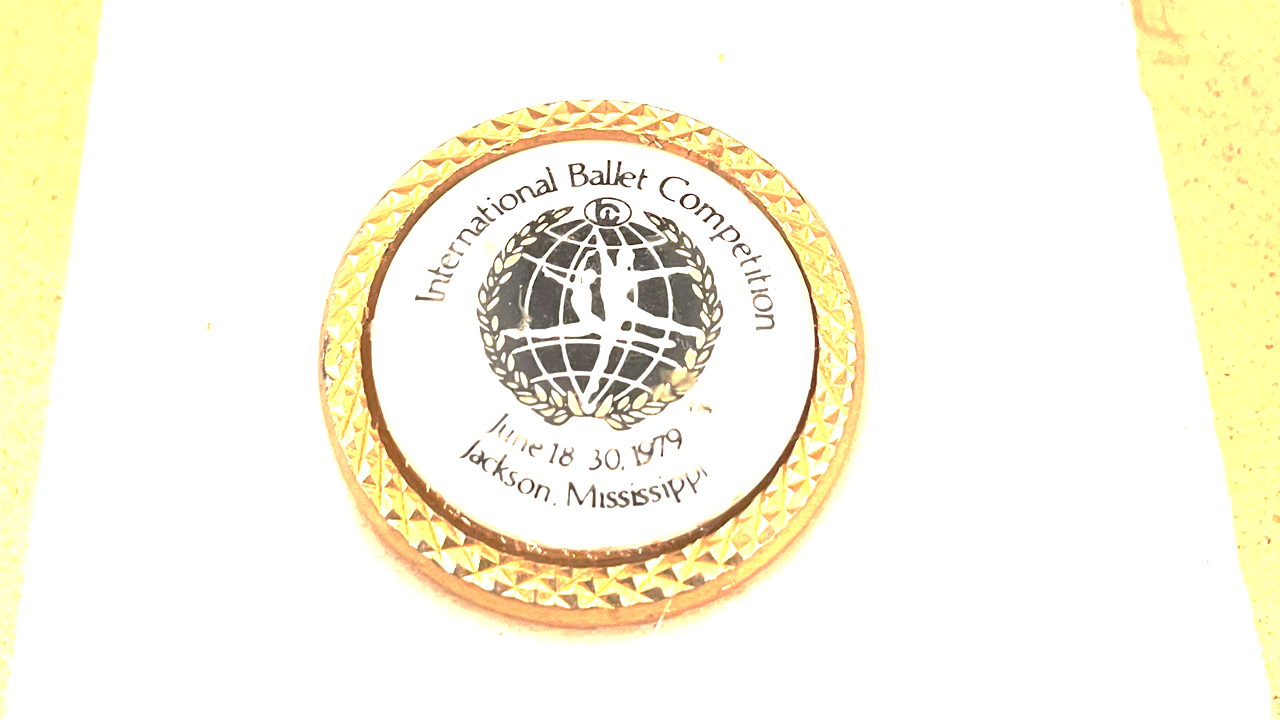 International Ballet Competition
June 18 30, 1979
Jackson, Mississippi